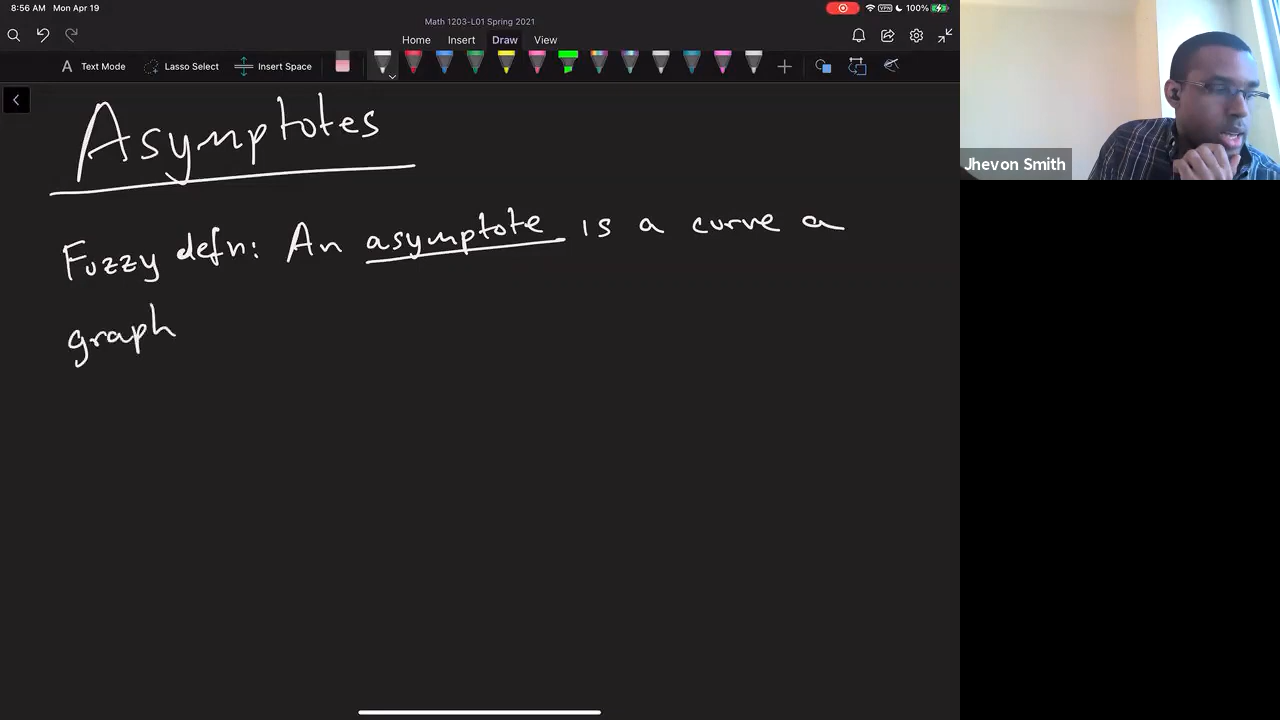 8:56 AM Mon Apr 19
VPN 100%
Math 1203-L01 Spring 2021
Home Insert Draw View
Text Mode Lasso Select Insert Space
Asymptotes
Fuzzy defn: An asymptote is a curve a
graph
Jhevon Smith